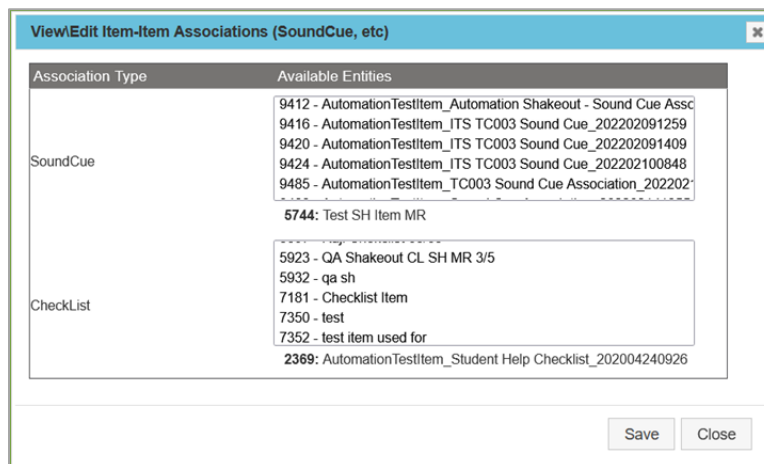 View\Edit Item-Item Associations (SoundCue, etc)
Association Type Available Entities
9412 - AutomationTestItem_Automation Shakeout - Sound Cue Assc
9416 - AutomationTestItem_ITS TC003 Sound Cue_202202091259
9420 - AutomationTestItem_ITS TC003 Sound Cue_202202091409
SoundCue
9424 - AutomationTestItem_ITS TC003 Sound Cue_202202100848
9485 - AutomationTestItem_TC003 Sound Cue Association_202202
5744: Test SH Item MR
5923 - QA Shakeout CL SH MR 3/5
5932 - qa sh
7181 - Checklist Item
CheckList
7350 - test
7352 - test item used for
2369: AutomationTestItem_Student Help Checklist_202004240926
Save Close